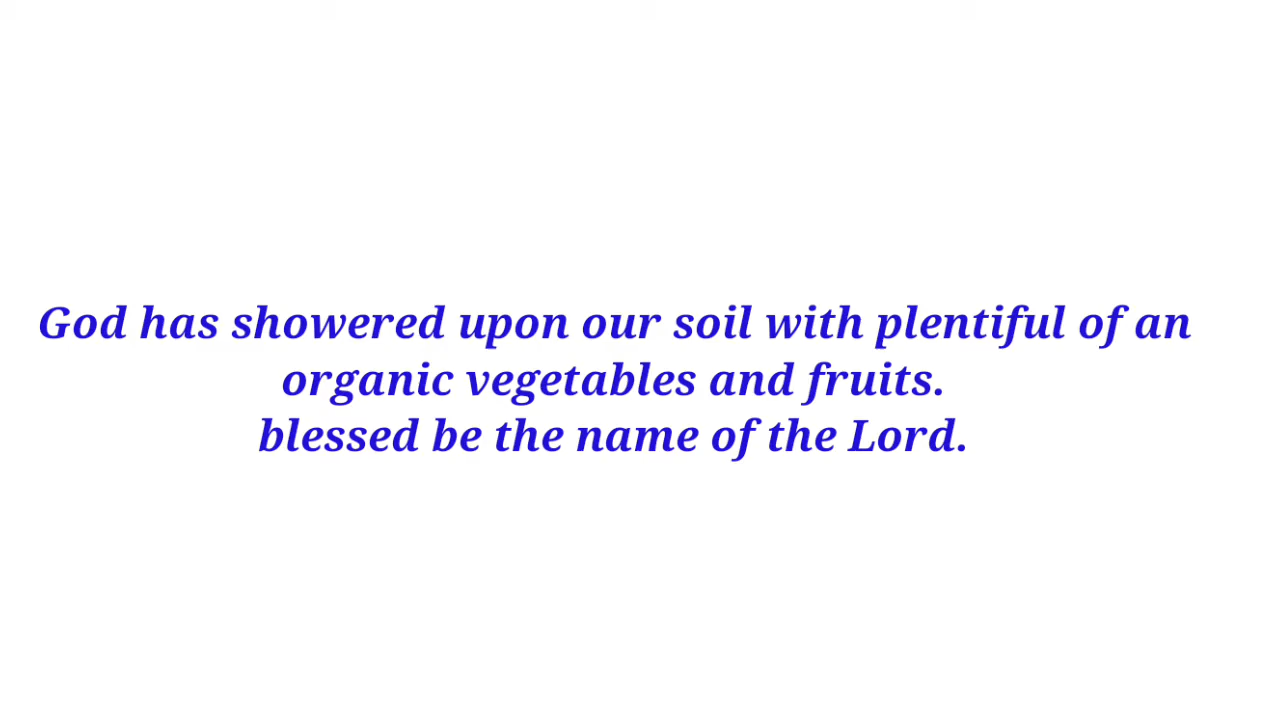 God has showered upon our soil with plentiful of an
organic vegetables and fruits.
blessed be the name of the Lord.